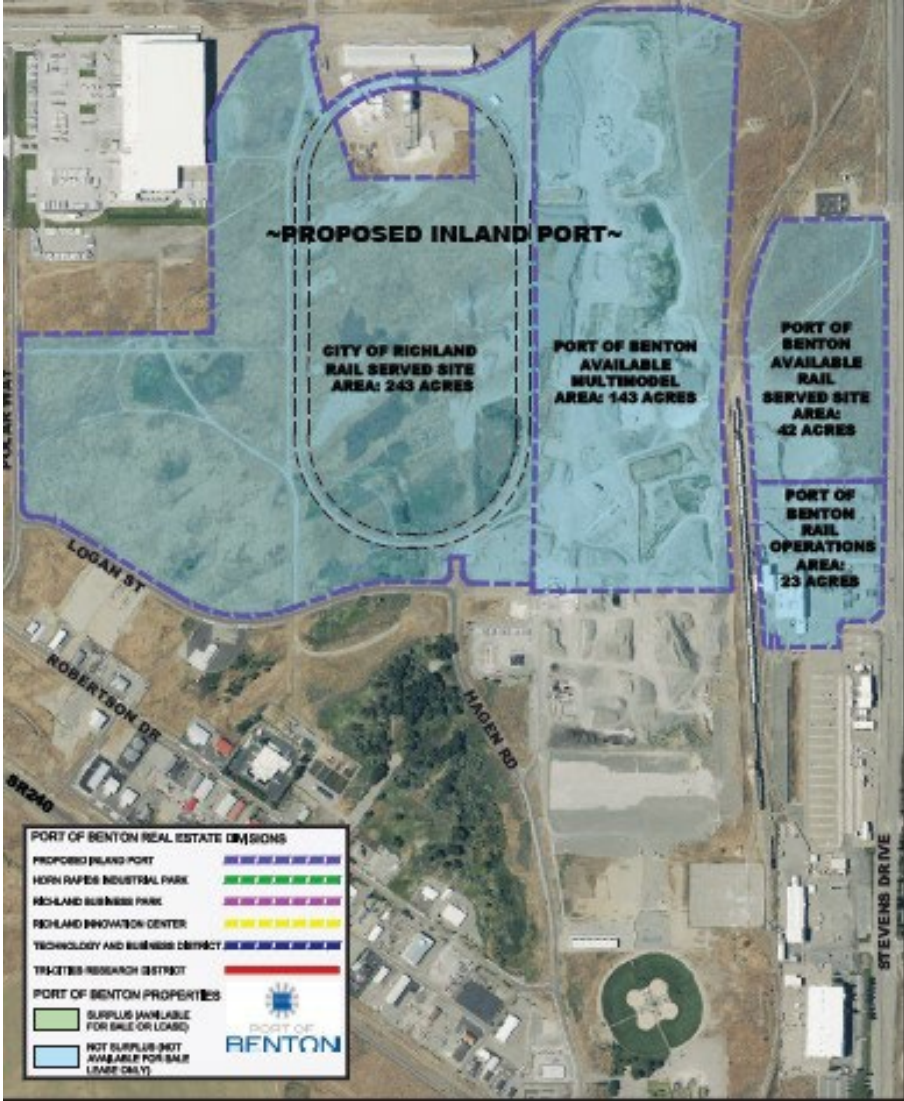 ~PROPOSED INLAND PORT~
CITY OF RICHLAND
RAIL SERVED SITE
AREA: 243 ACRES
PORT OF BENTON
AVAILABLE
MULTIMODEL
AREA: 143 ACRES
PORT OF
BENTON
AVAILABLE
RAIL
SERVED SITE
AREA:
42 ACRES
PORT OF
BENTON
RAIL
OPERATIONS
AREA:
23 ACRES
POLAR WAY
LOGAN ST
ROBERTSON DR
HAGEN RD
SR240
STEVENS DRIVE
PORT OF BENTON REAL ESTATE DIVISIONS
PROPOSED INLAND PORT
HORN RAPIDS INDUSTRIAL PARK
RICHLAND BUSINESS PARK
RICHLAND INNOVATION CENTER
TECHNOLOGY AND BUSINESS DISTRICT
TRI-CITIES RESEARCH DISTRICT
PORT OF BENTON PROPERTIES
SURPLUS (AVAILABLE
FOR SALE OR LEASE)
NOT SURPLUS (NOT
AVAILABLE FOR SALE
LEASE ONLY)
PORT OF
BENTON